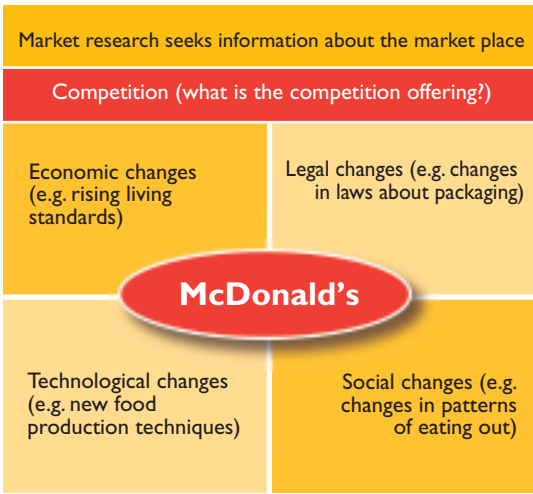 Market research seeks information about the market place
Competition (what is the competition offering?)
Economic changes
(e.g. rising living
standards)
Legal changes (e.g. changes
in laws about packaging)
McDonald's
Technological changes
(e.g. new food
production techniques)
Social changes (e.g.
changes in patterns
of eating out)